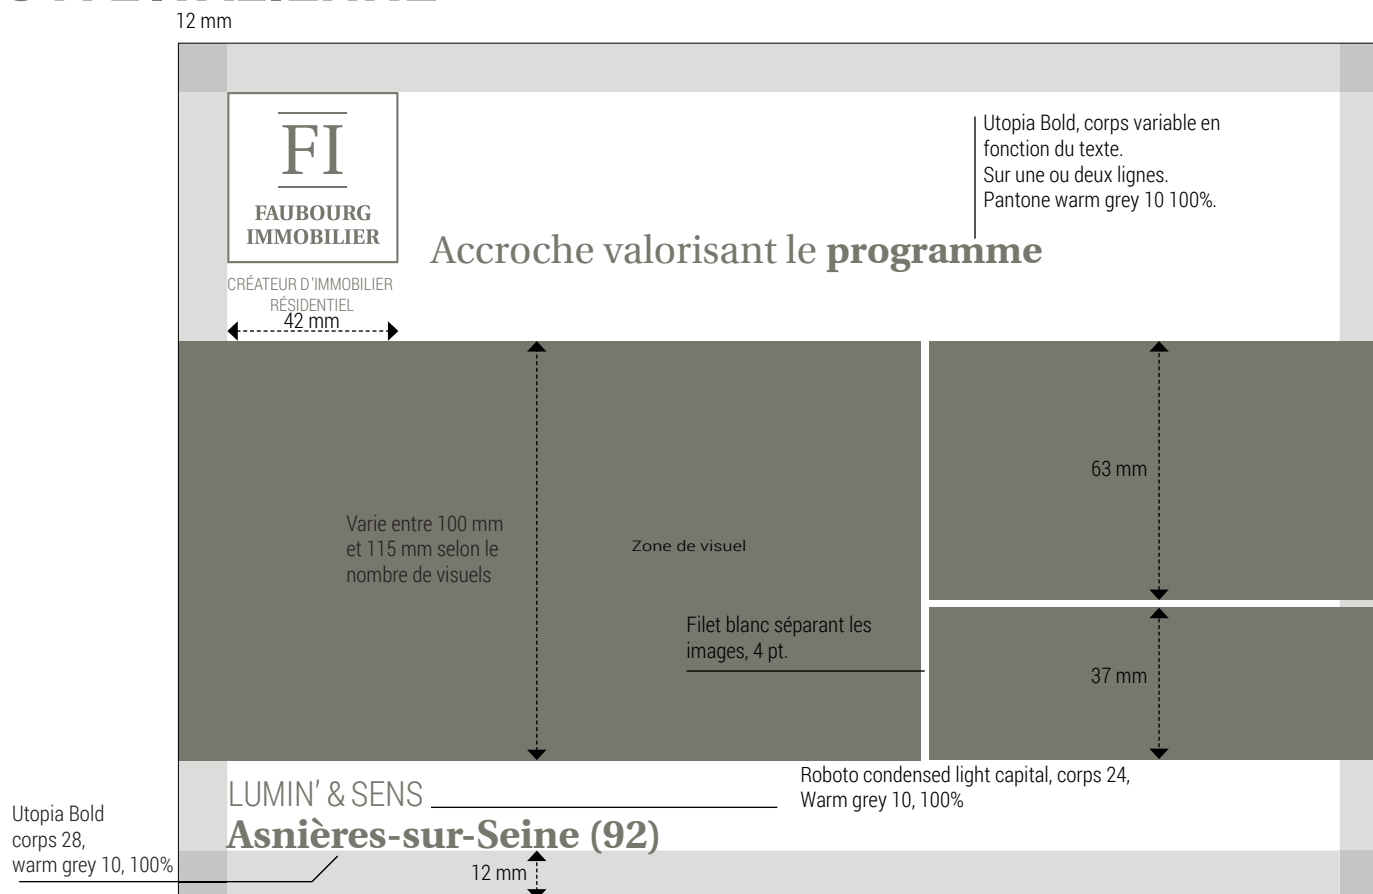 12 mm
FI
FAUBOURG
IMMOBILIER
CRÉATEUR D'IMMOBILIER
RÉSIDENTIEL
42 mm
Utopia Bold, corps variable en
fonction du texte.
Sur une ou deux lignes.
Pantone warm grey 10 100%.
Accroche valorisant le programme
Varie entre 100 mm
et 115 mm selon le
nombre de visuels
Zone de visuel
Filet blanc séparant les
images, 4 pt.
63 mm
37 mm
LUMIN' & SENS
Roboto condensed light capital, corps 24,
Warm grey 10, 100%
Asnières-sur-Seine (92)
Utopia Bold
corps 28,
warm grey 10, 100%
12 mm